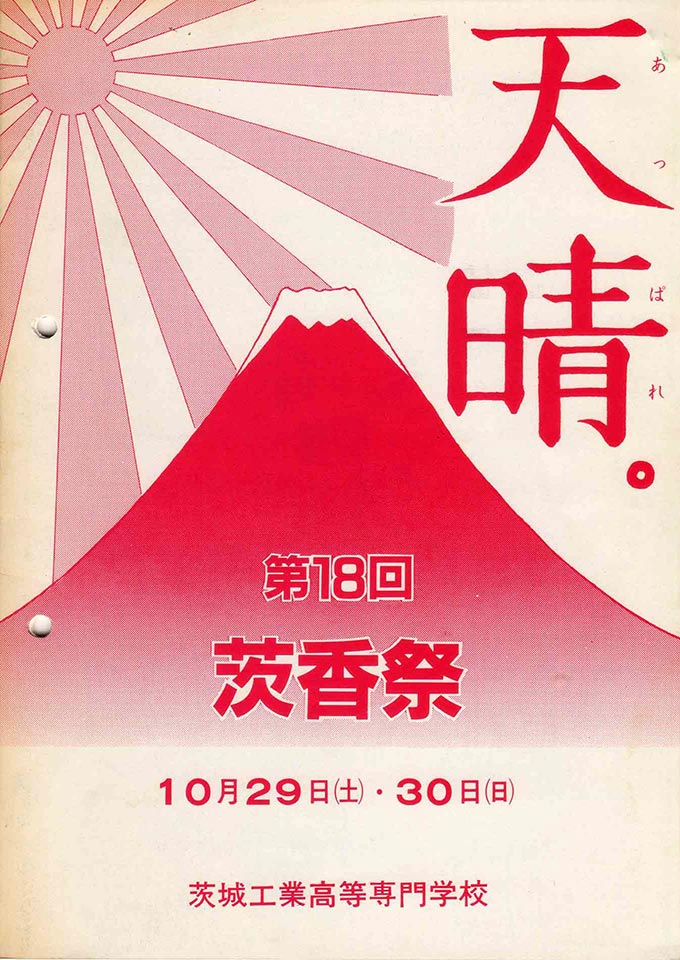 天晴。
あっぱれ
第18回
茨香祭
10月29日(土)・30日(日)
茨城工業高等専門学校